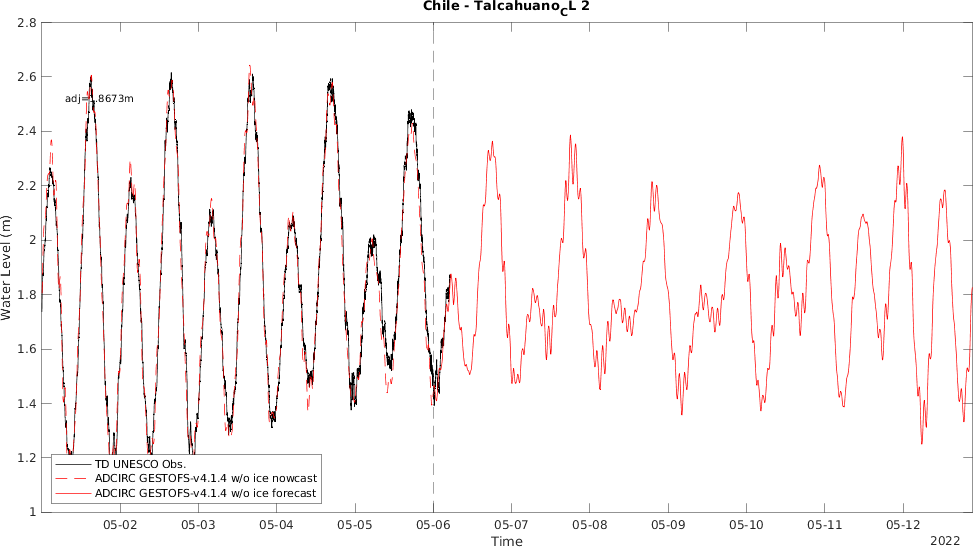 Chile - TalcahuanoCL 2
2.8
2.6
2.4
2.2
2
1.8
1.6
1.4
1.2
1
Water Level (m)
adj=1.8673m
TD UNESCO Obs.
ADCIRC GESTOFS-v4.1.4 w/o ice nowcast
ADCIRC GESTOFS-v4.1.4 w/o ice forecast
05-02 05-03 05-04 05-05 05-06 05-07 05-08 05-09 05-10 05-11 05-12
Time
2022